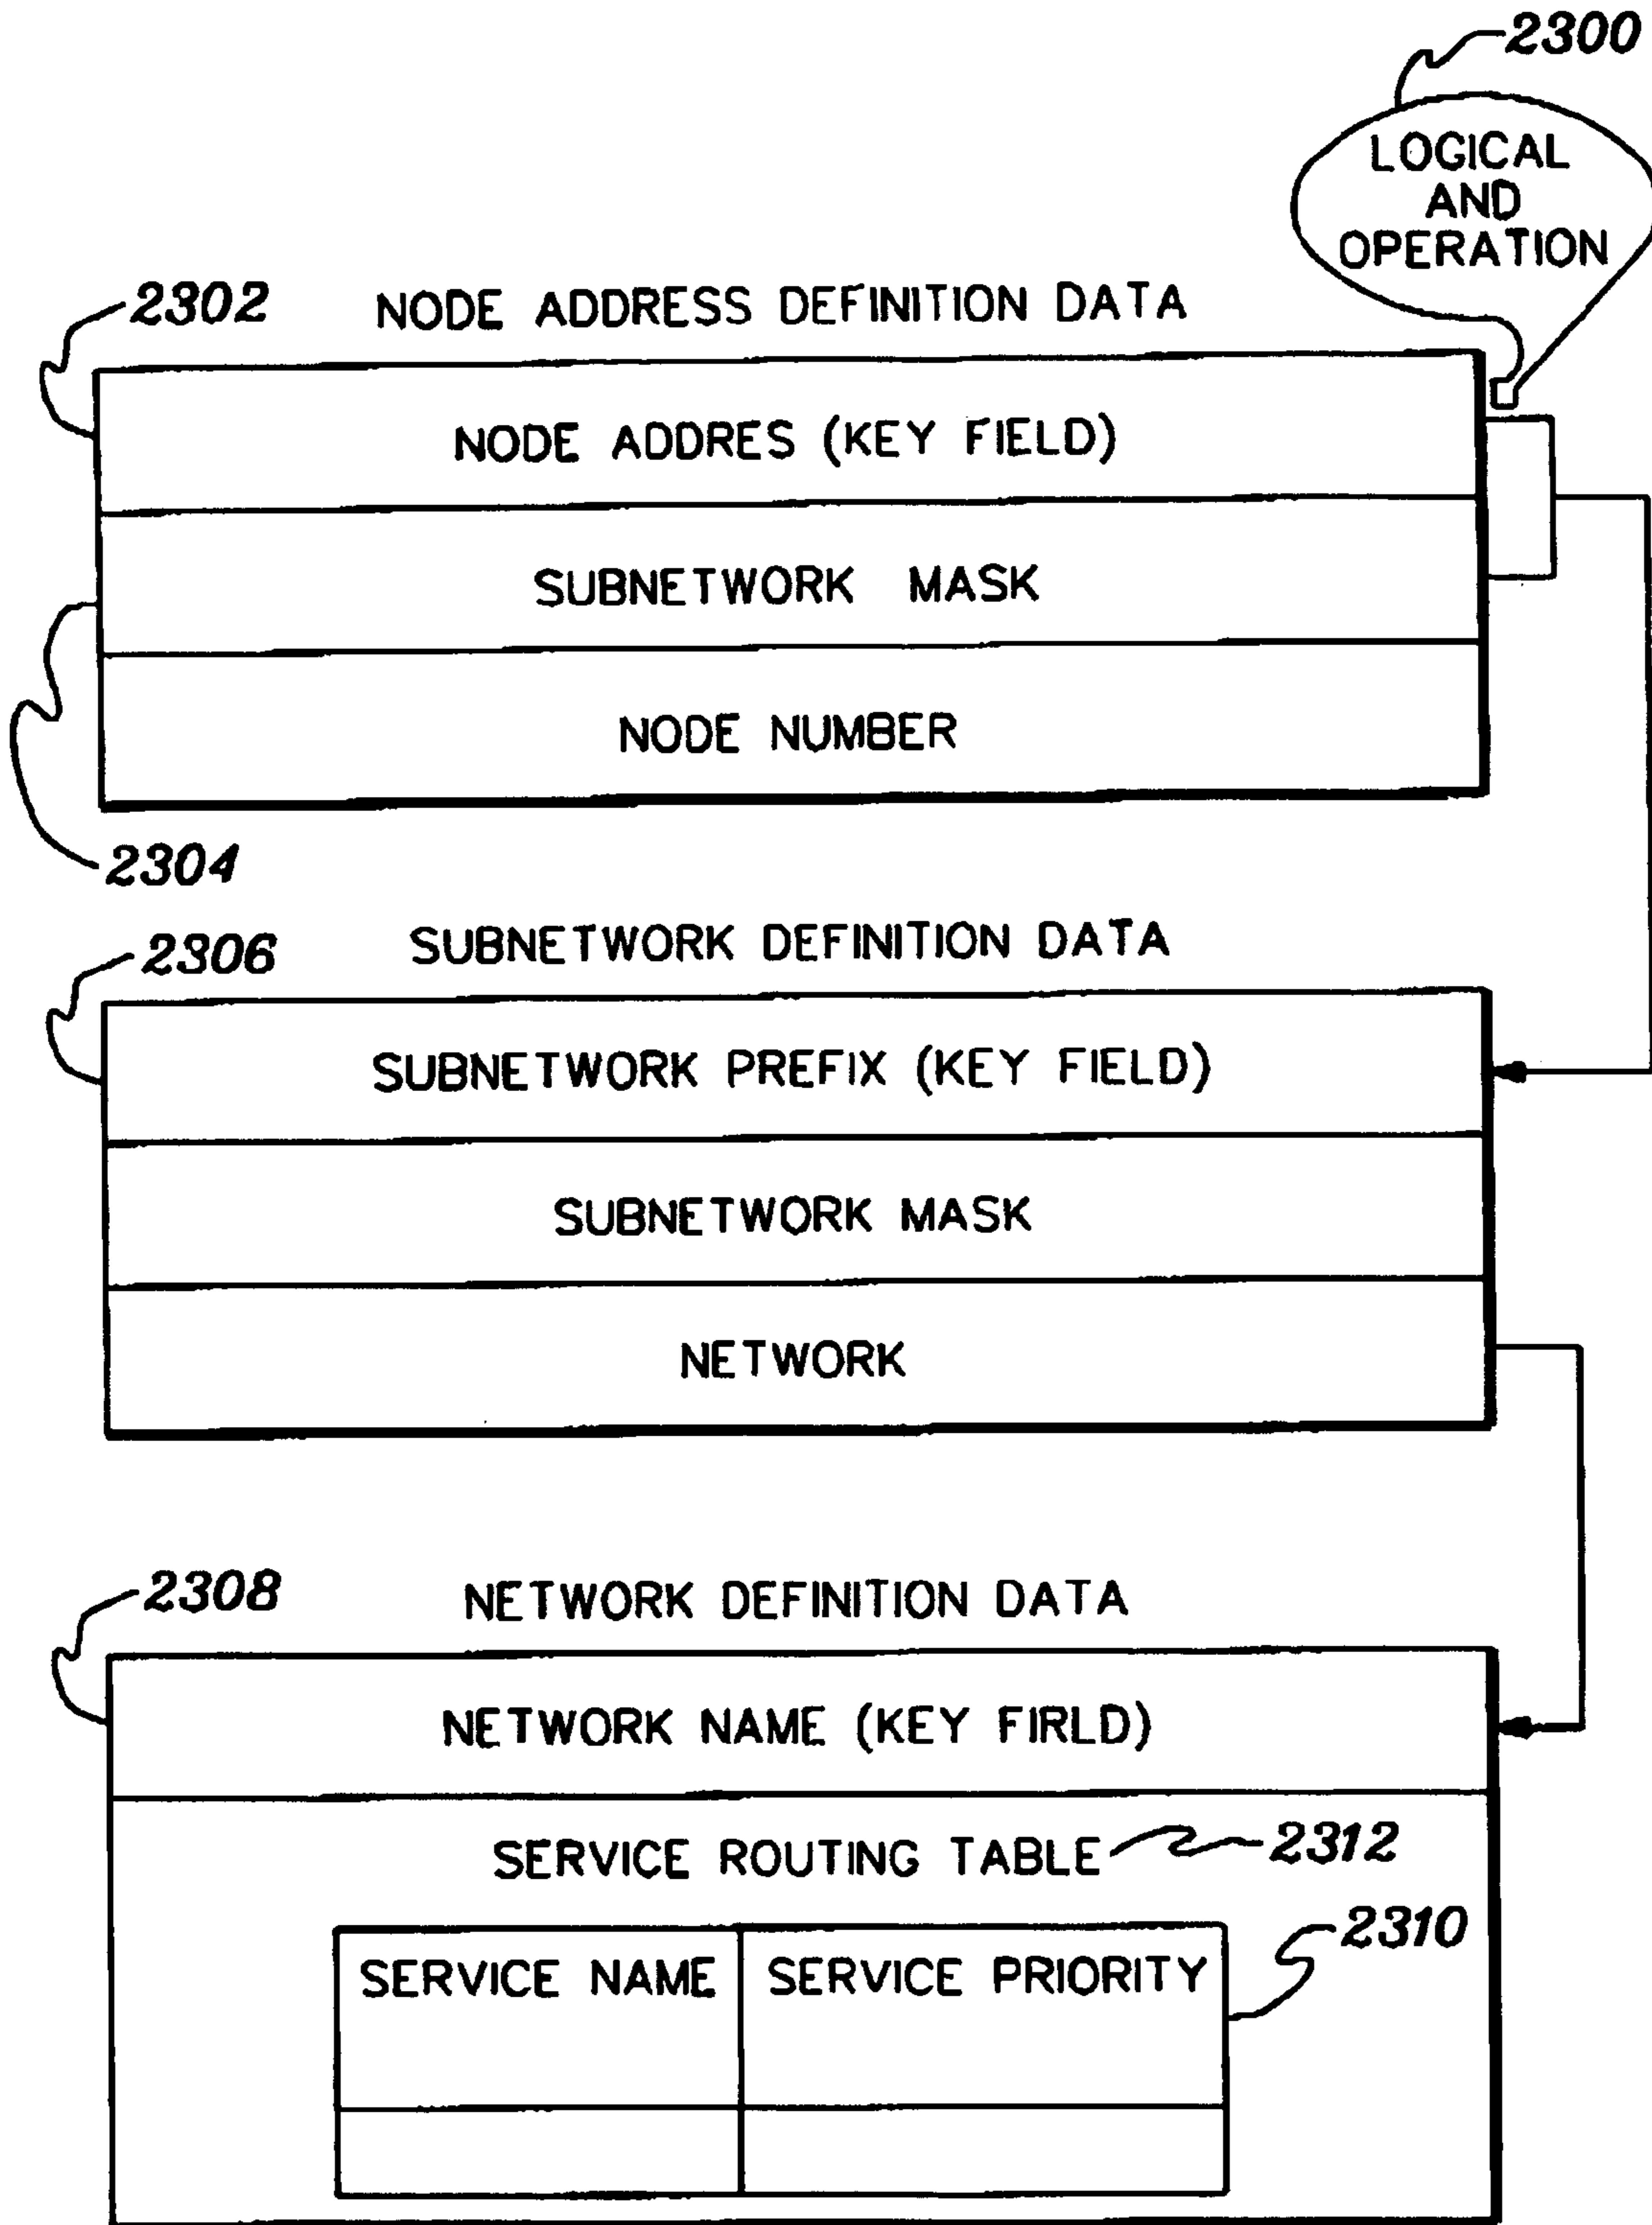 2300
LOGICAL
AND
OPERATION
2302
NODE ADDRESS DEFINITION DATA
NODE ADDRES (KEY FIELD)
SUBNETWORK MASK
NODE NUMBER
2304
2306
SUBNETWORK DEFINITION DATA
SUBNETWORK PREFIX (KEY FIELD)
SUBNETWORK MASK
NETWORK
2308
NETWORK DEFINITION DATA
NETWORK NAME (KEY FIRLD)
SERVICE ROUTING TABLE 2312
2310
SERVICE NAME SERVICE PRIORITY